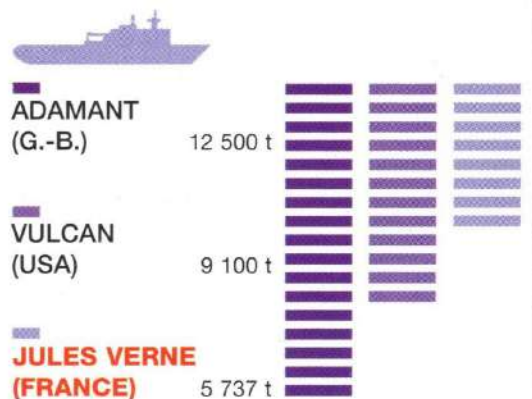 ADAMANT
(G.-B.) 12 500 t
VULCAN
(USA) 9 100 t
JULES VERNE
(FRANCE) 5 737 t